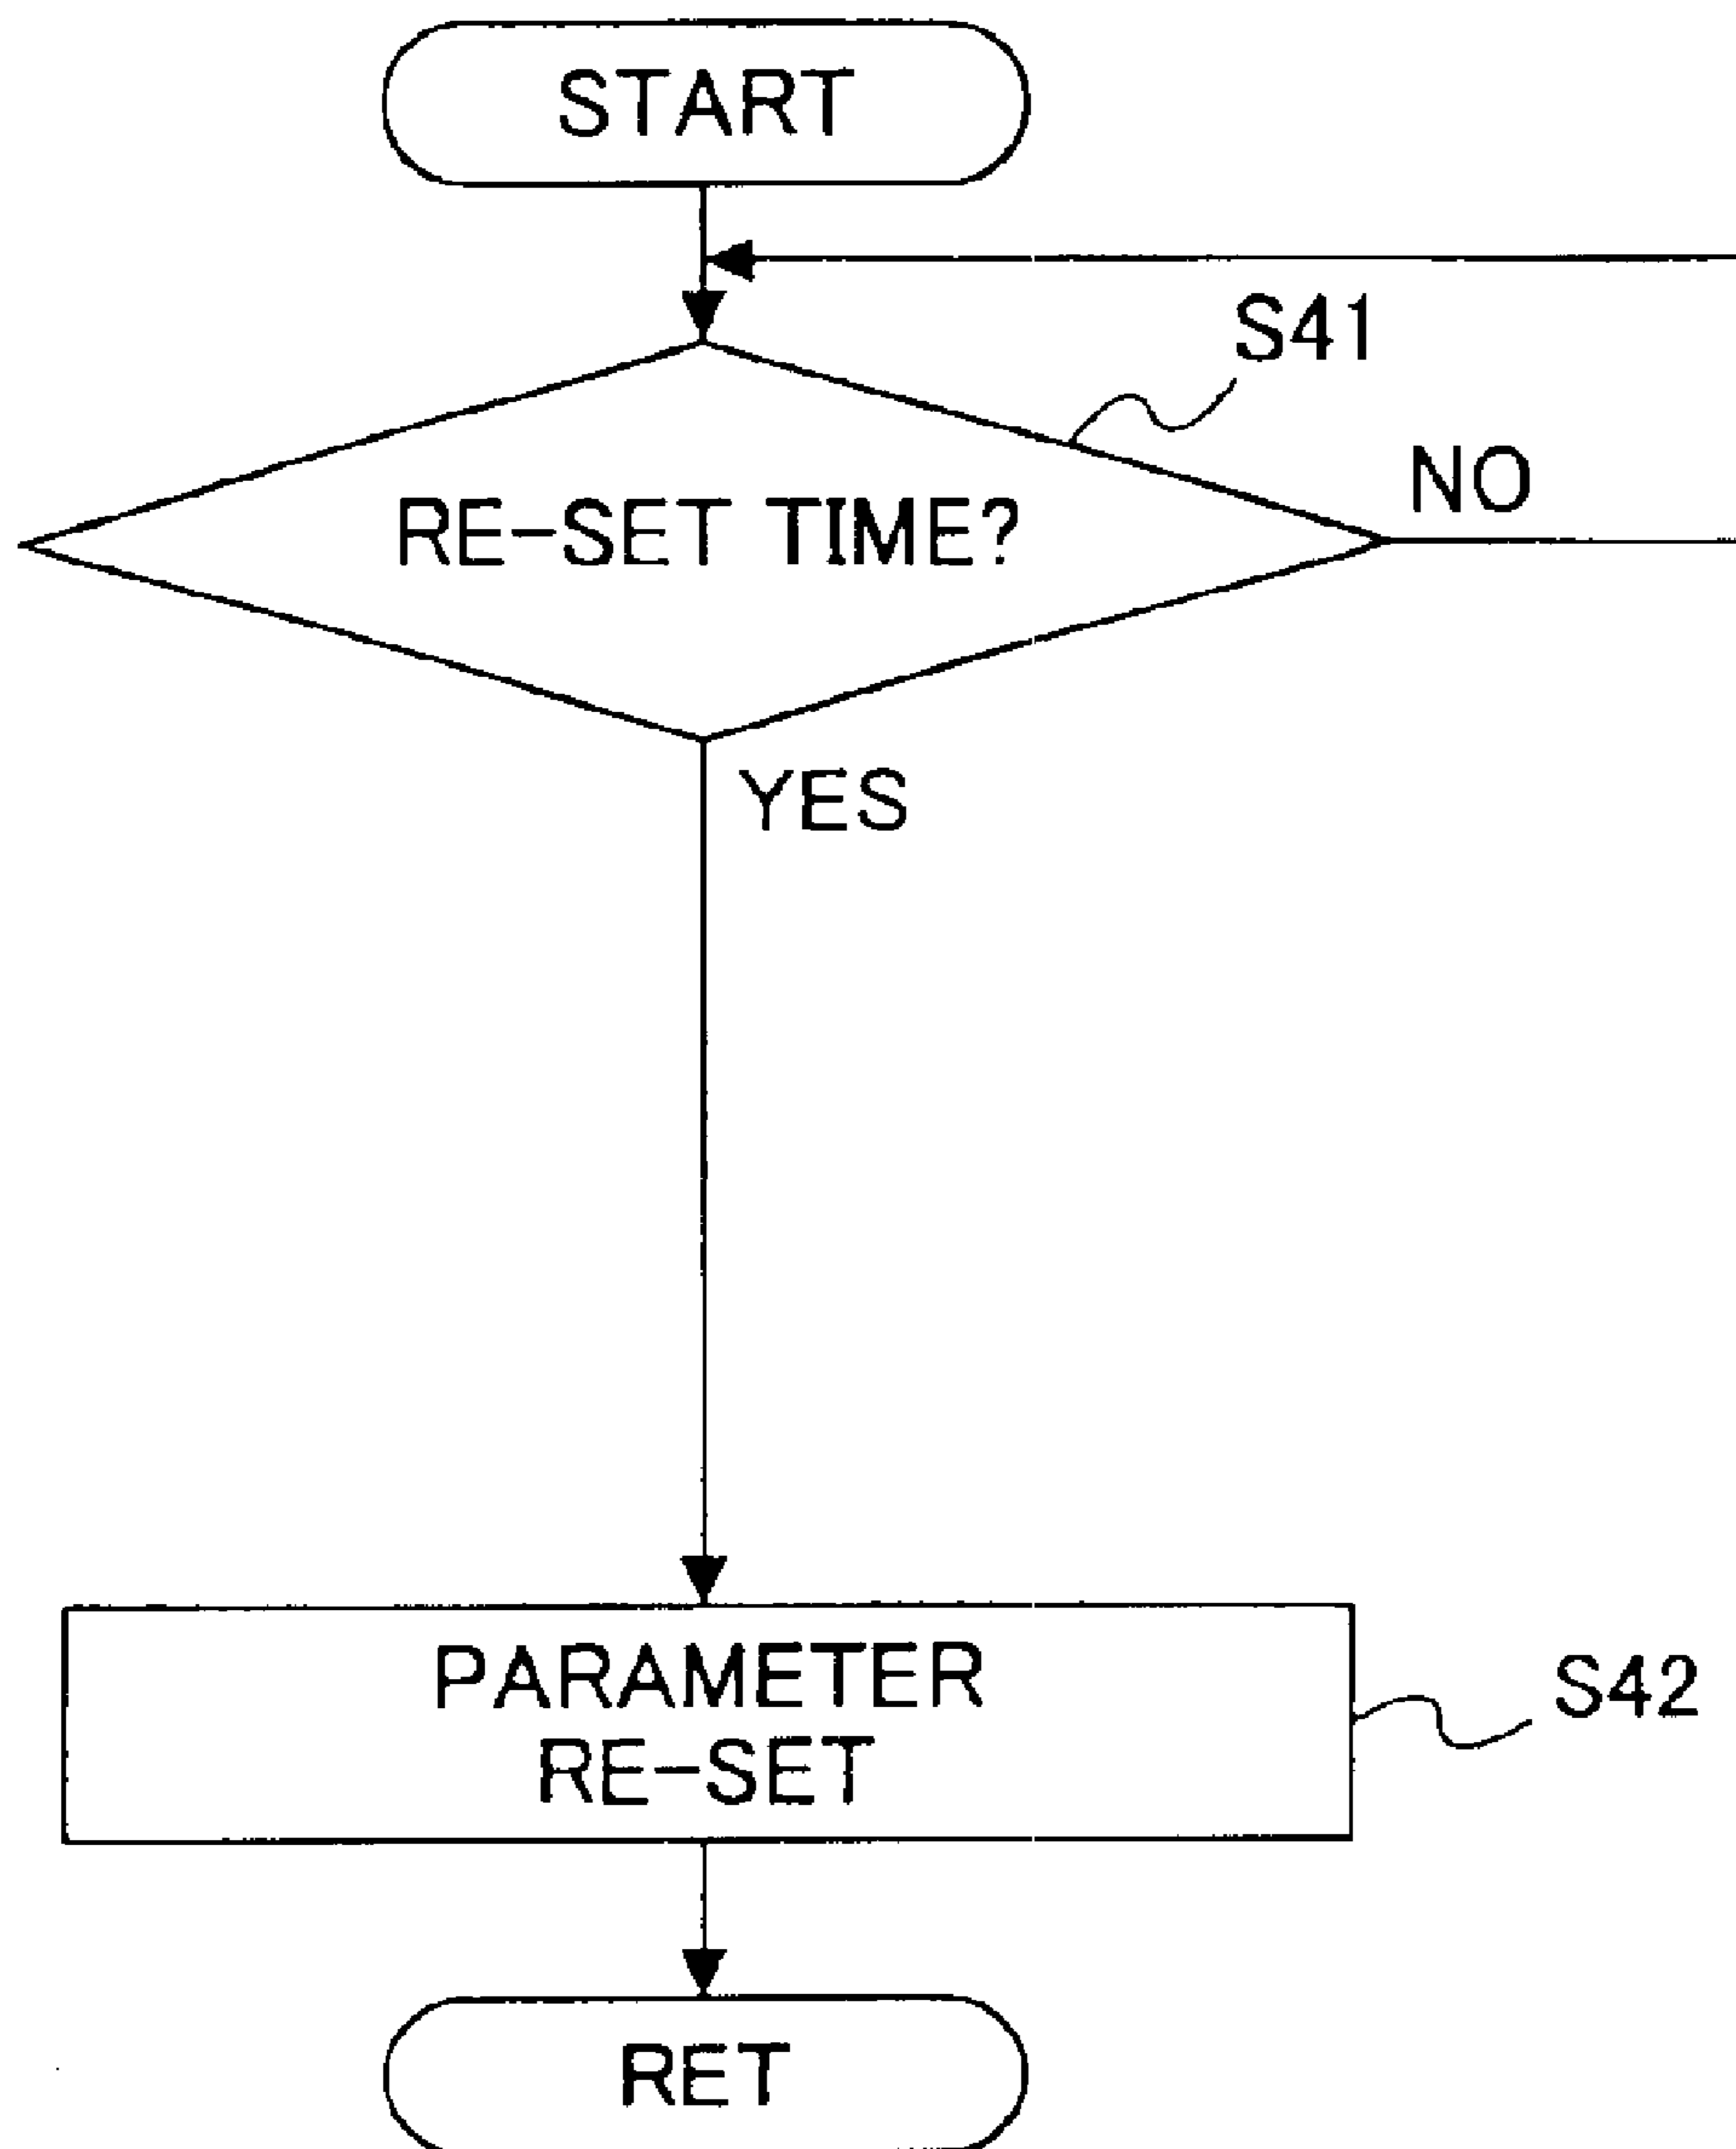 START
S41
NO
RE-SET TIME?
YES
PARAMETER
RE-SET
S42
RET